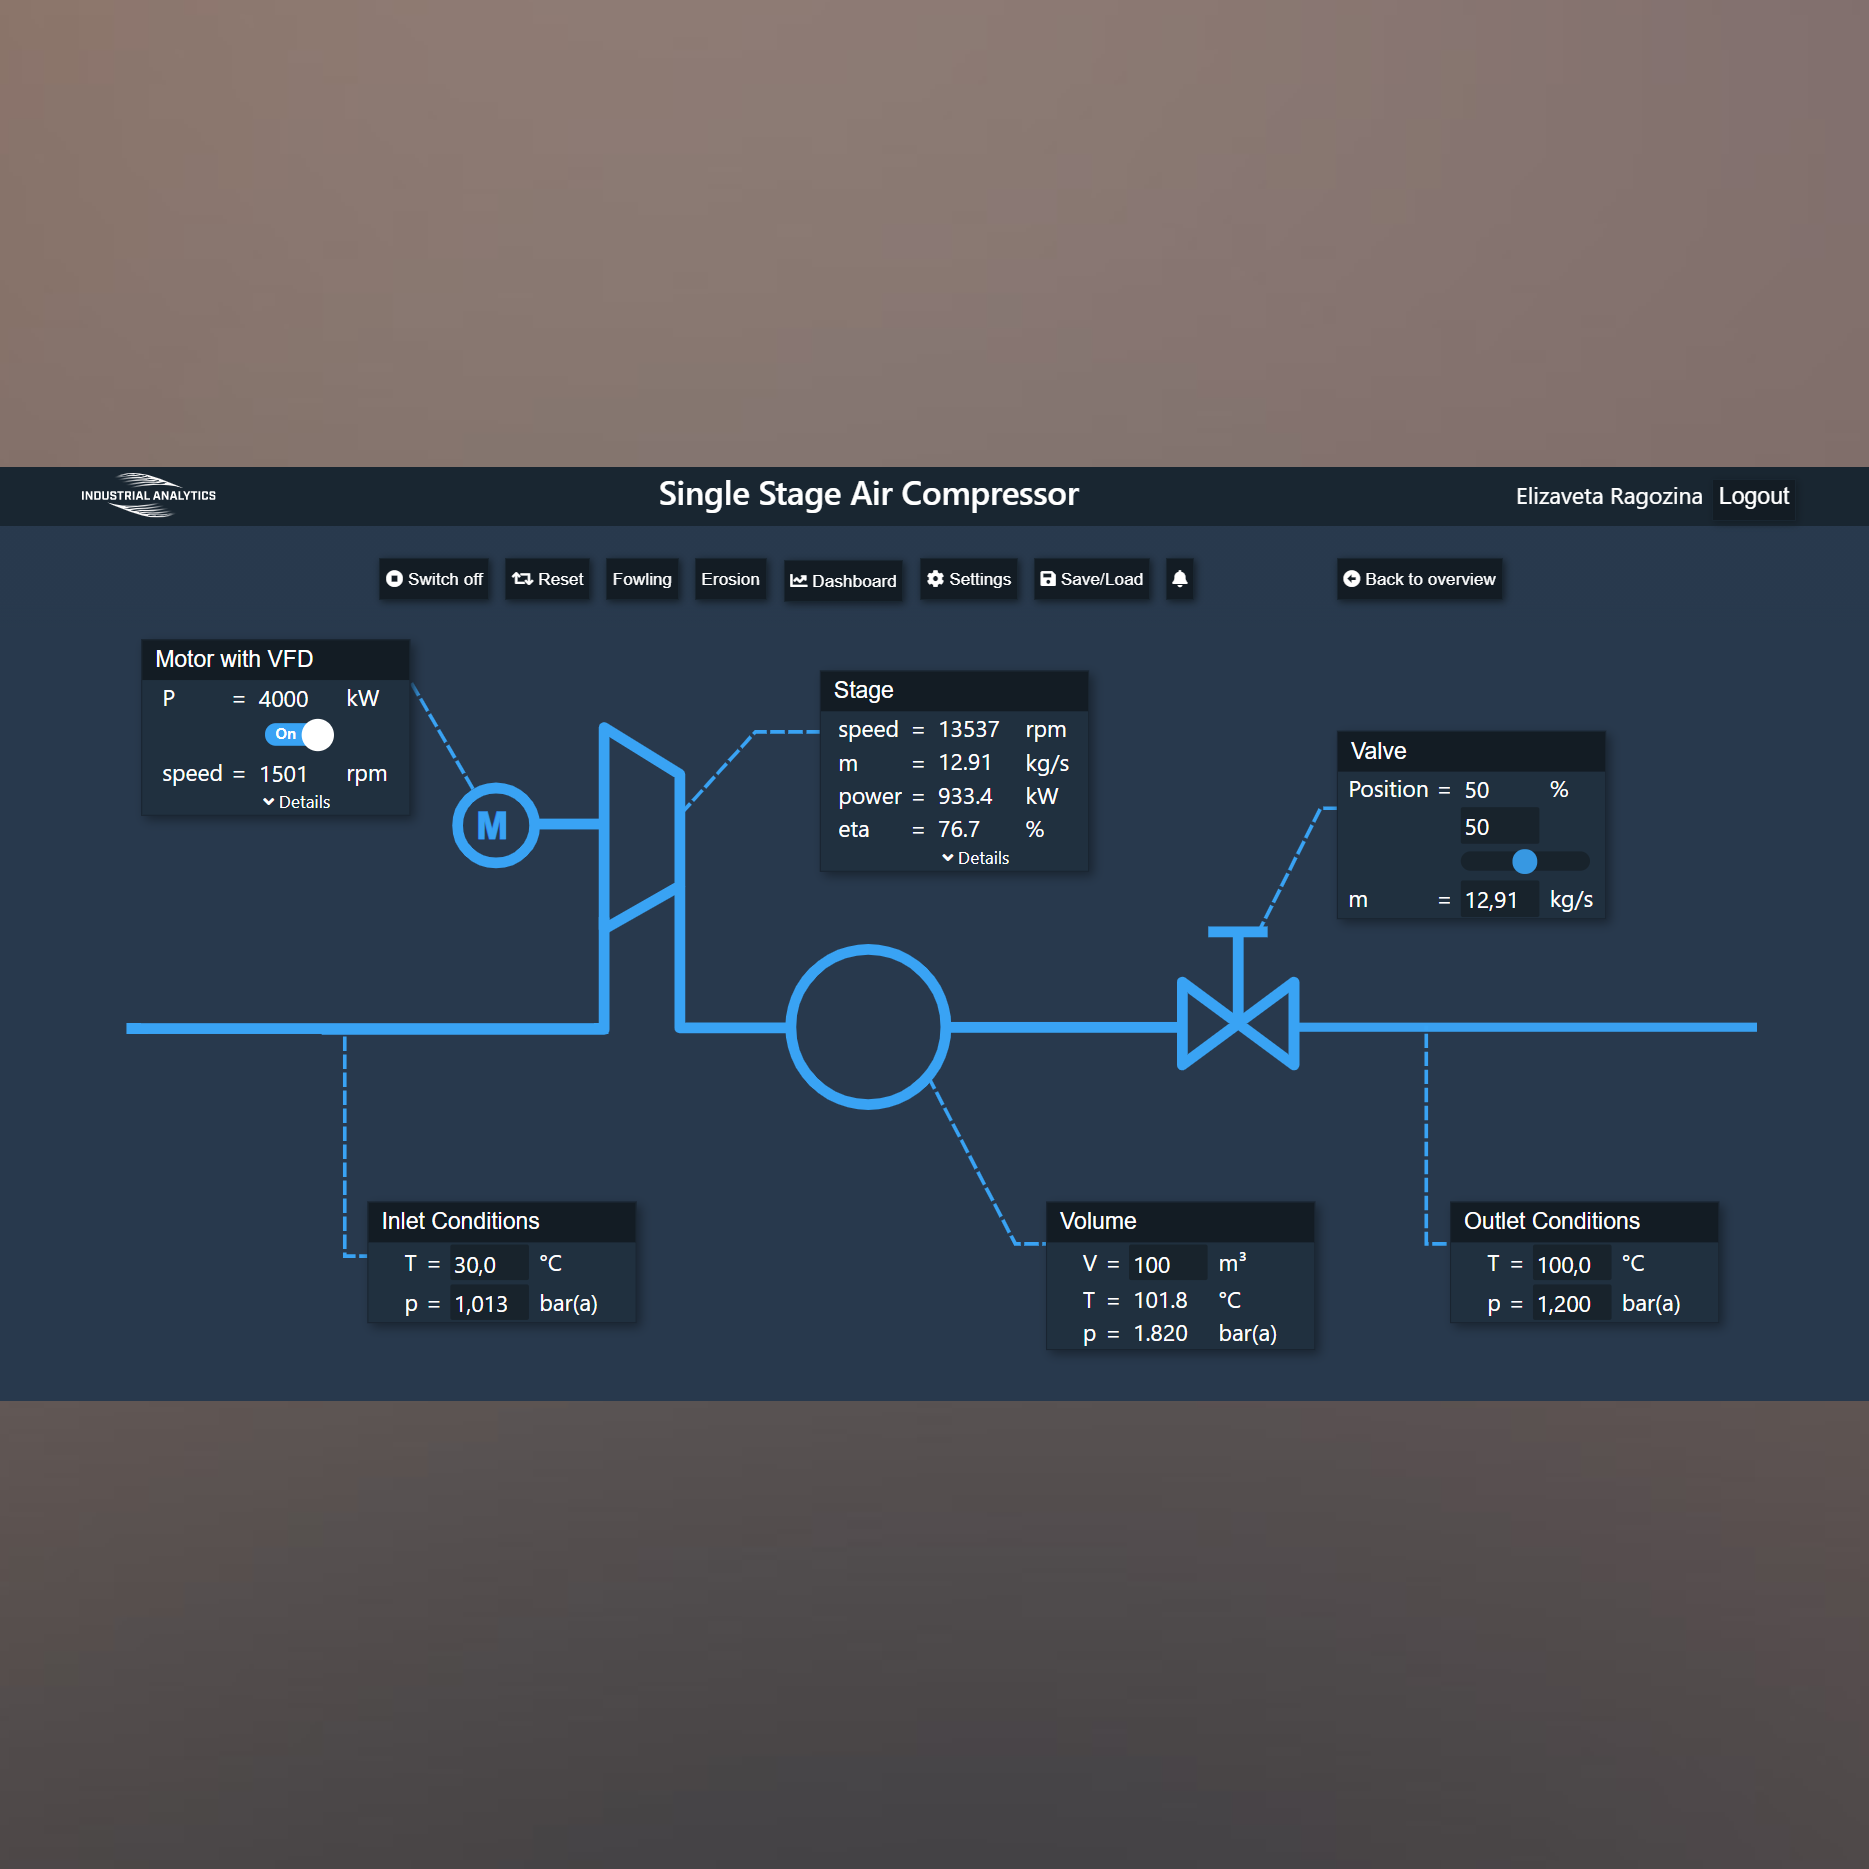 INDUSTRIAL ANALYTICS
Single Stage Air Compressor
Elizaveta Ragozina Logout
Switch off Reset Fowling Erosion Dashboard Settings Save/Load Back to overview
Motor with VFD
P = 4000 kW
On
speed = 1501 rpm
Details
M
Stage
speed = 13537 rpm
m = 12.91 kg/s
power = 933.4 kW
eta = 76.7 %
Details
Valve
Position = 50 %
50
m = 12,91 kg/s
Inlet Conditions
T = 30,0 °C
p = 1,013 bar(a)
Volume
V = 100 m³
T = 101.8 °C
p = 1.820 bar(a)
Outlet Conditions
T = 100,0 °C
p = 1,200 bar(a)